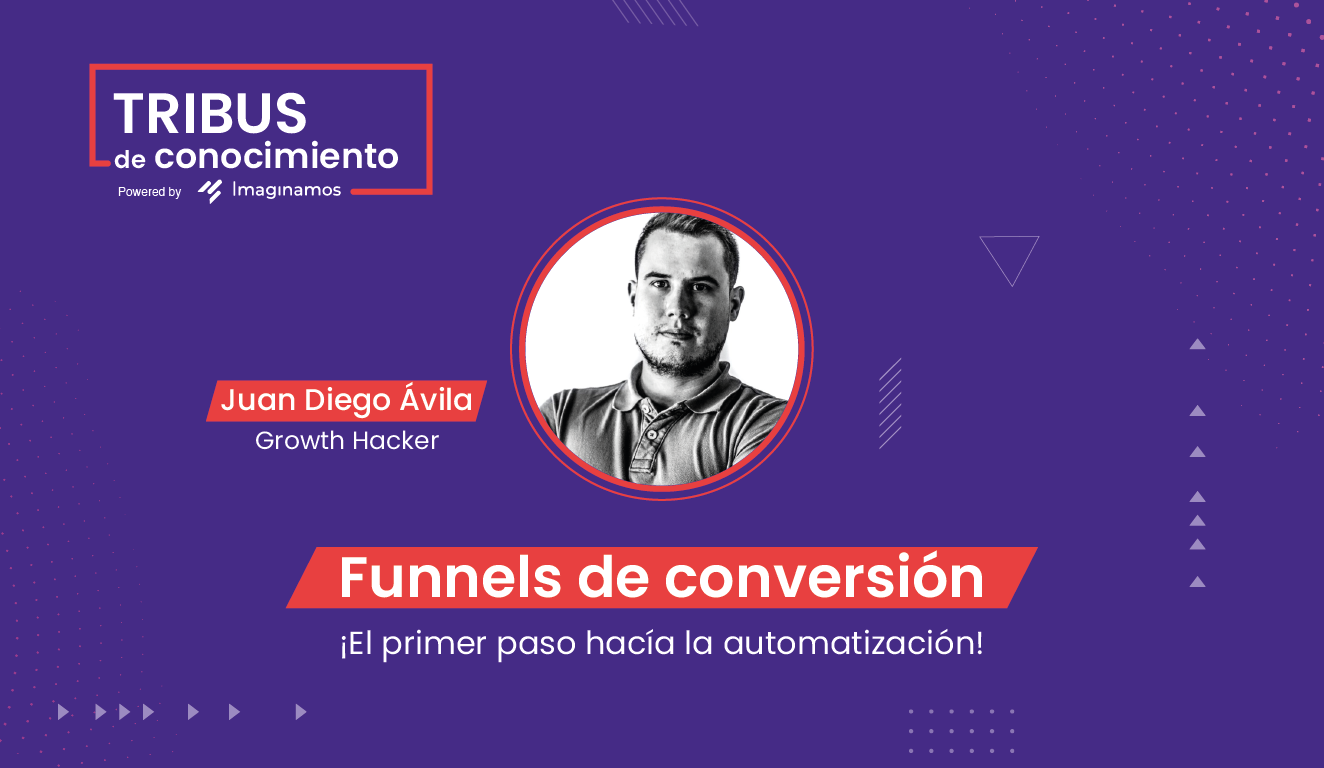 TRIBUS
de conocimiento
Powered by Imaginamos
Juan Diego Ávila
Growth Hacker
Funnels de conversión
¡El primer paso hacía la automatización!